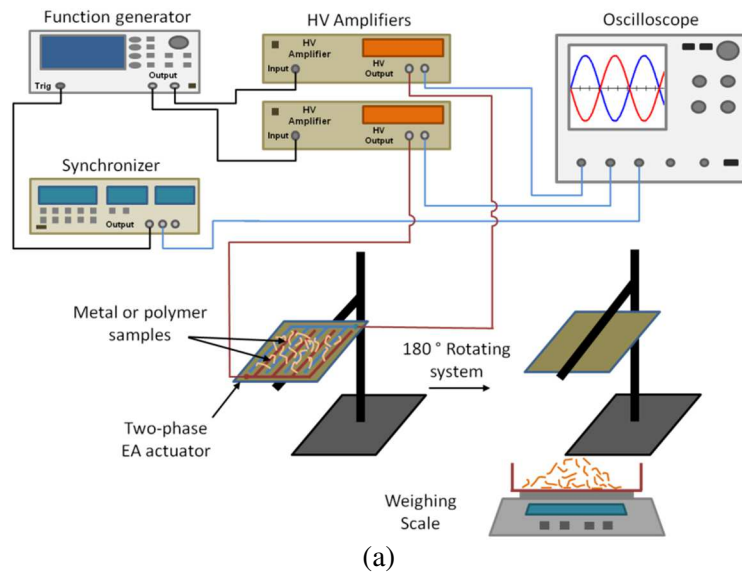 Function generator
HV Amplifiers
Oscilloscope
HV
Amplifier
Input
HV
Output
Trig
Output
HV
Amplifier
Input
HV
Output
Synchronizer
Output
Metal or polymer
samples
180 ° Rotating
system
Two-phase
EA actuator
Weighing
Scale
(a)